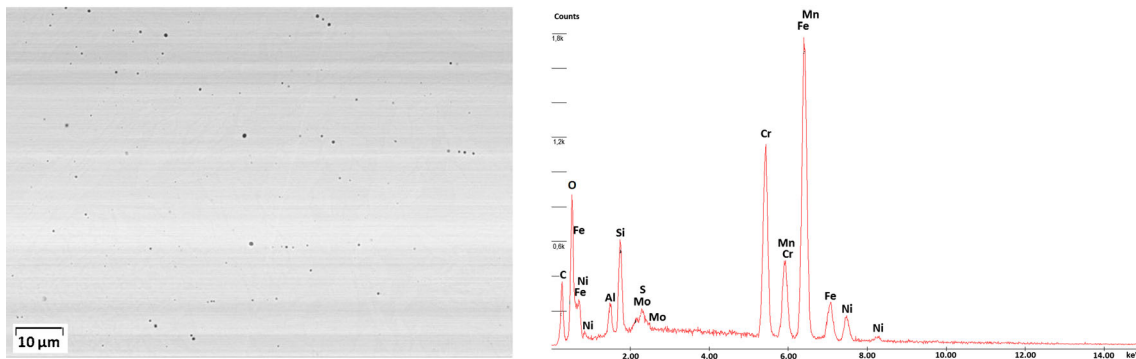 10 µm
Counts
1,8k
1,2k
0,6k
C
O
Fe
Ni
Fe
Ni
Al
Si
S
Mo
Mo
Cr
Mn
Cr
Mn
Fe
Fe
Ni
Ni
2.00 4.00 6.00 8.00 10.00 12.00 14.00